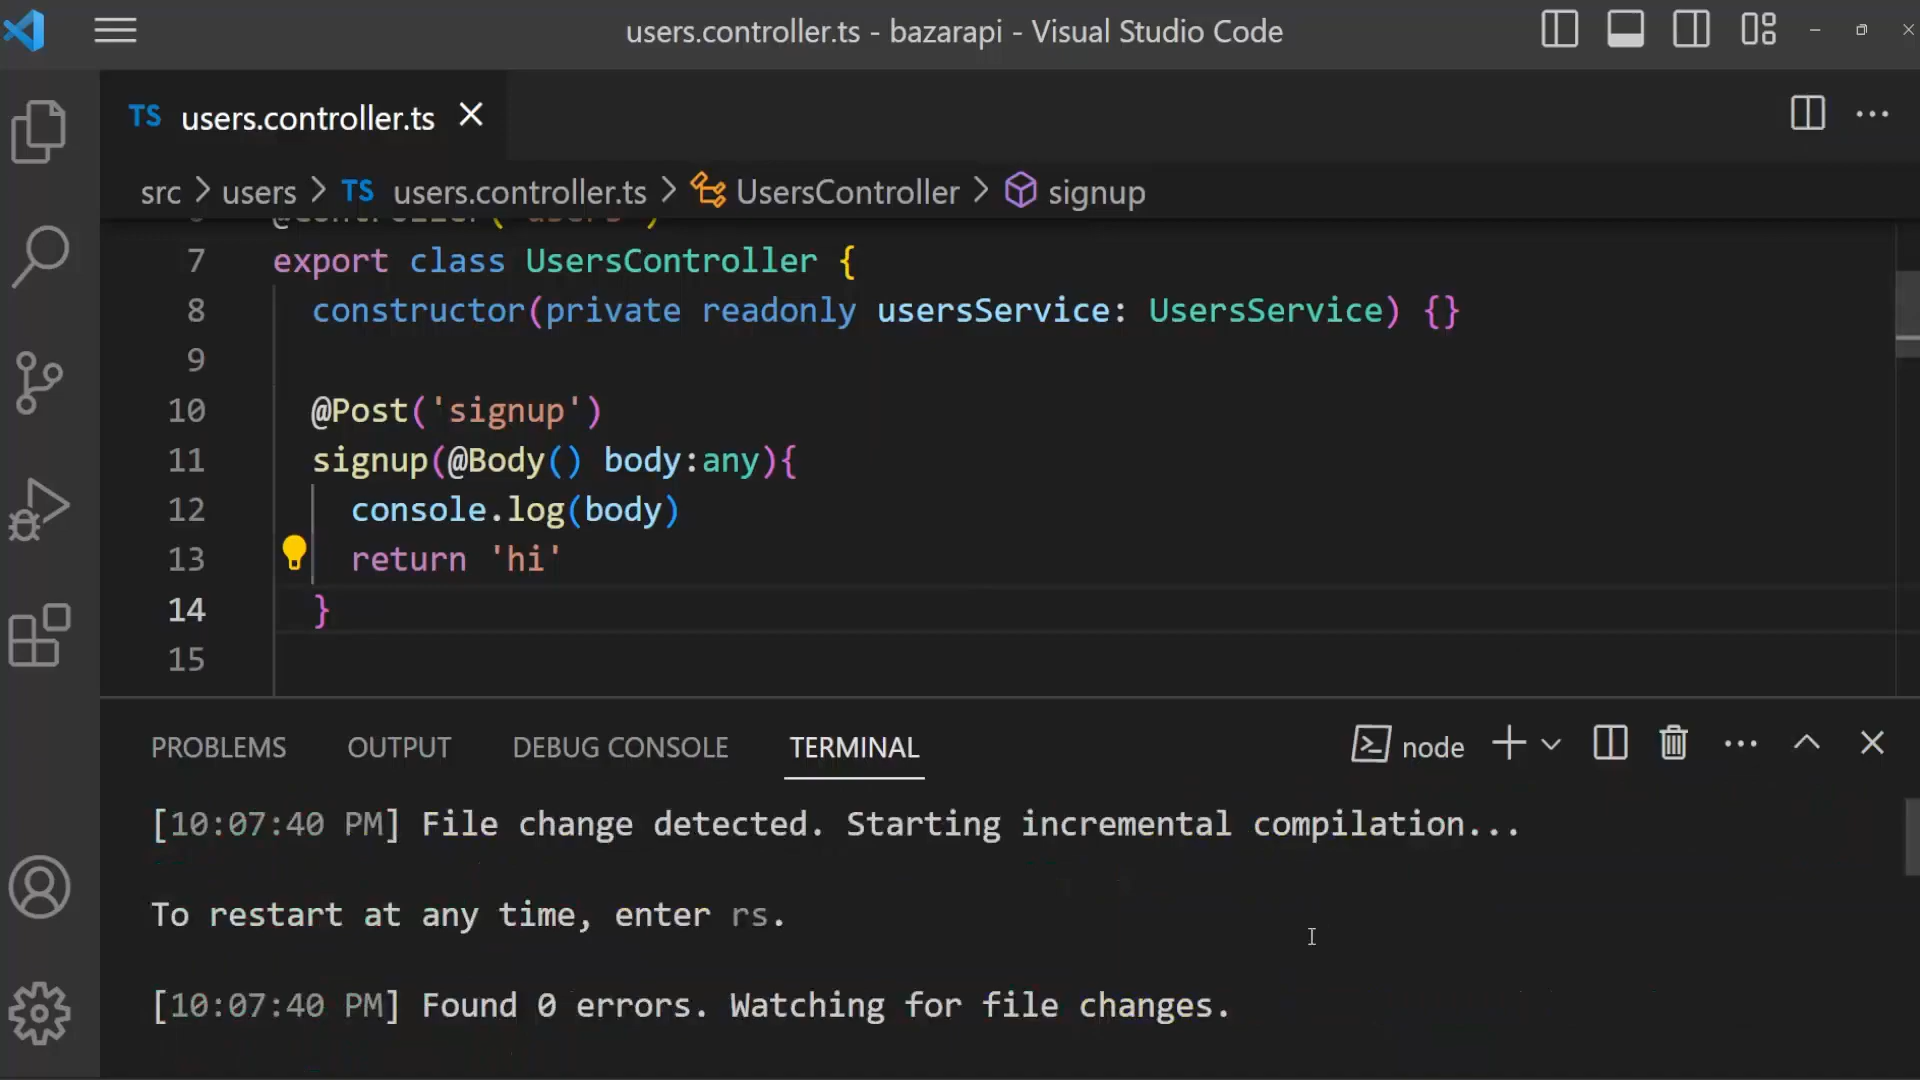 users.controller.ts - bazarapi - Visual Studio Code
TS users.controller.ts
src > users > TS users.controller.ts > UsersController > signup
7 export class UsersController {
8 constructor(private readonly usersService: UsersService) {}
9
10 @Post('signup')
11 signup(@Body() body:any){
12 console.log(body)
13 return 'hi'
14 }
15
PROBLEMS OUTPUT DEBUG CONSOLE TERMINAL node
[10:07:40 PM] File change detected. Starting incremental compilation...
To restart at any time, enter rs.
[10:07:40 PM] Found 0 errors. Watching for file changes.